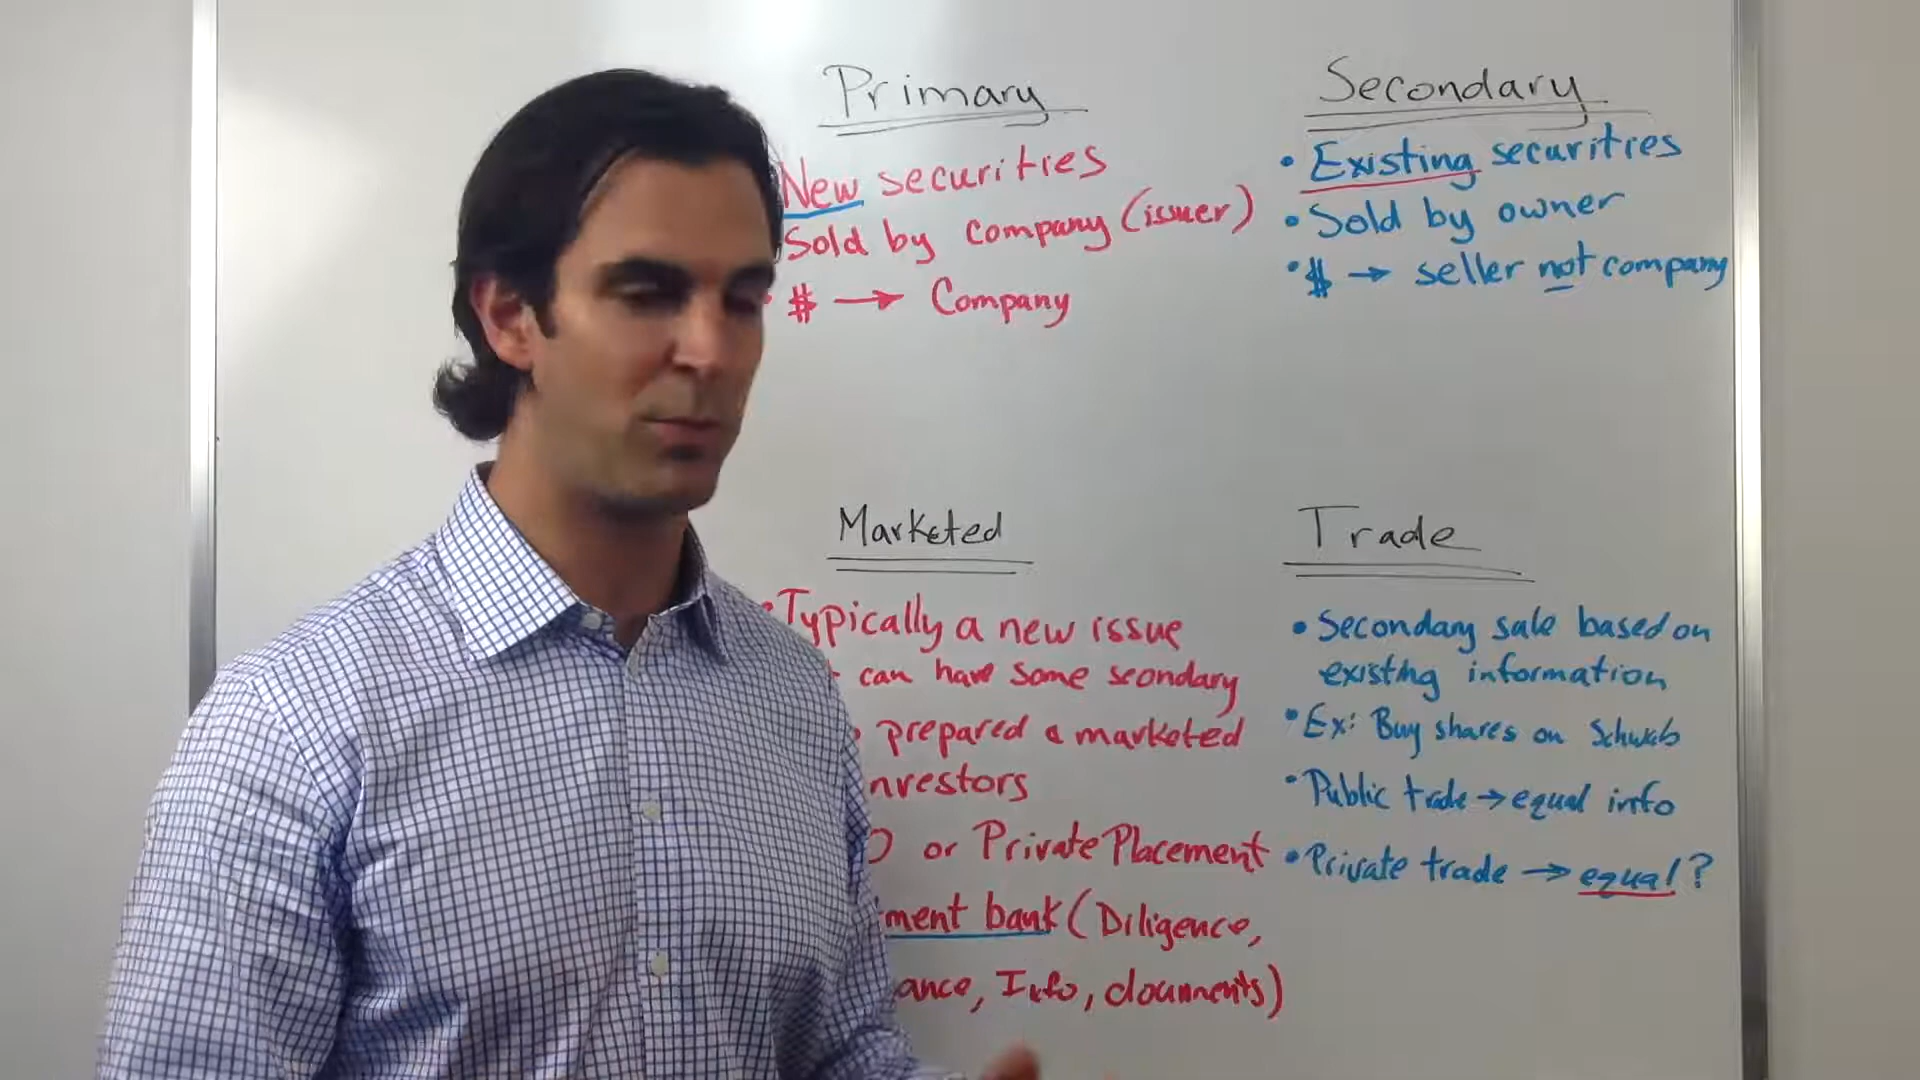 Primary
New securities
Sold by company (issuer)
• $ → Company
Secondary
• Existing securities
• Sold by owner
• $ → seller not company
Marketed
• Typically a new issue
can have some seondary
prepared & marketed
nvestors
or Private Placement
ment bank (Diligence,
ance, Info, documents)
Trade
• Secondary sale based on
existing information
• Ex: Buy shares on Schwab
• Public trade → equal info
• Private trade → equal?